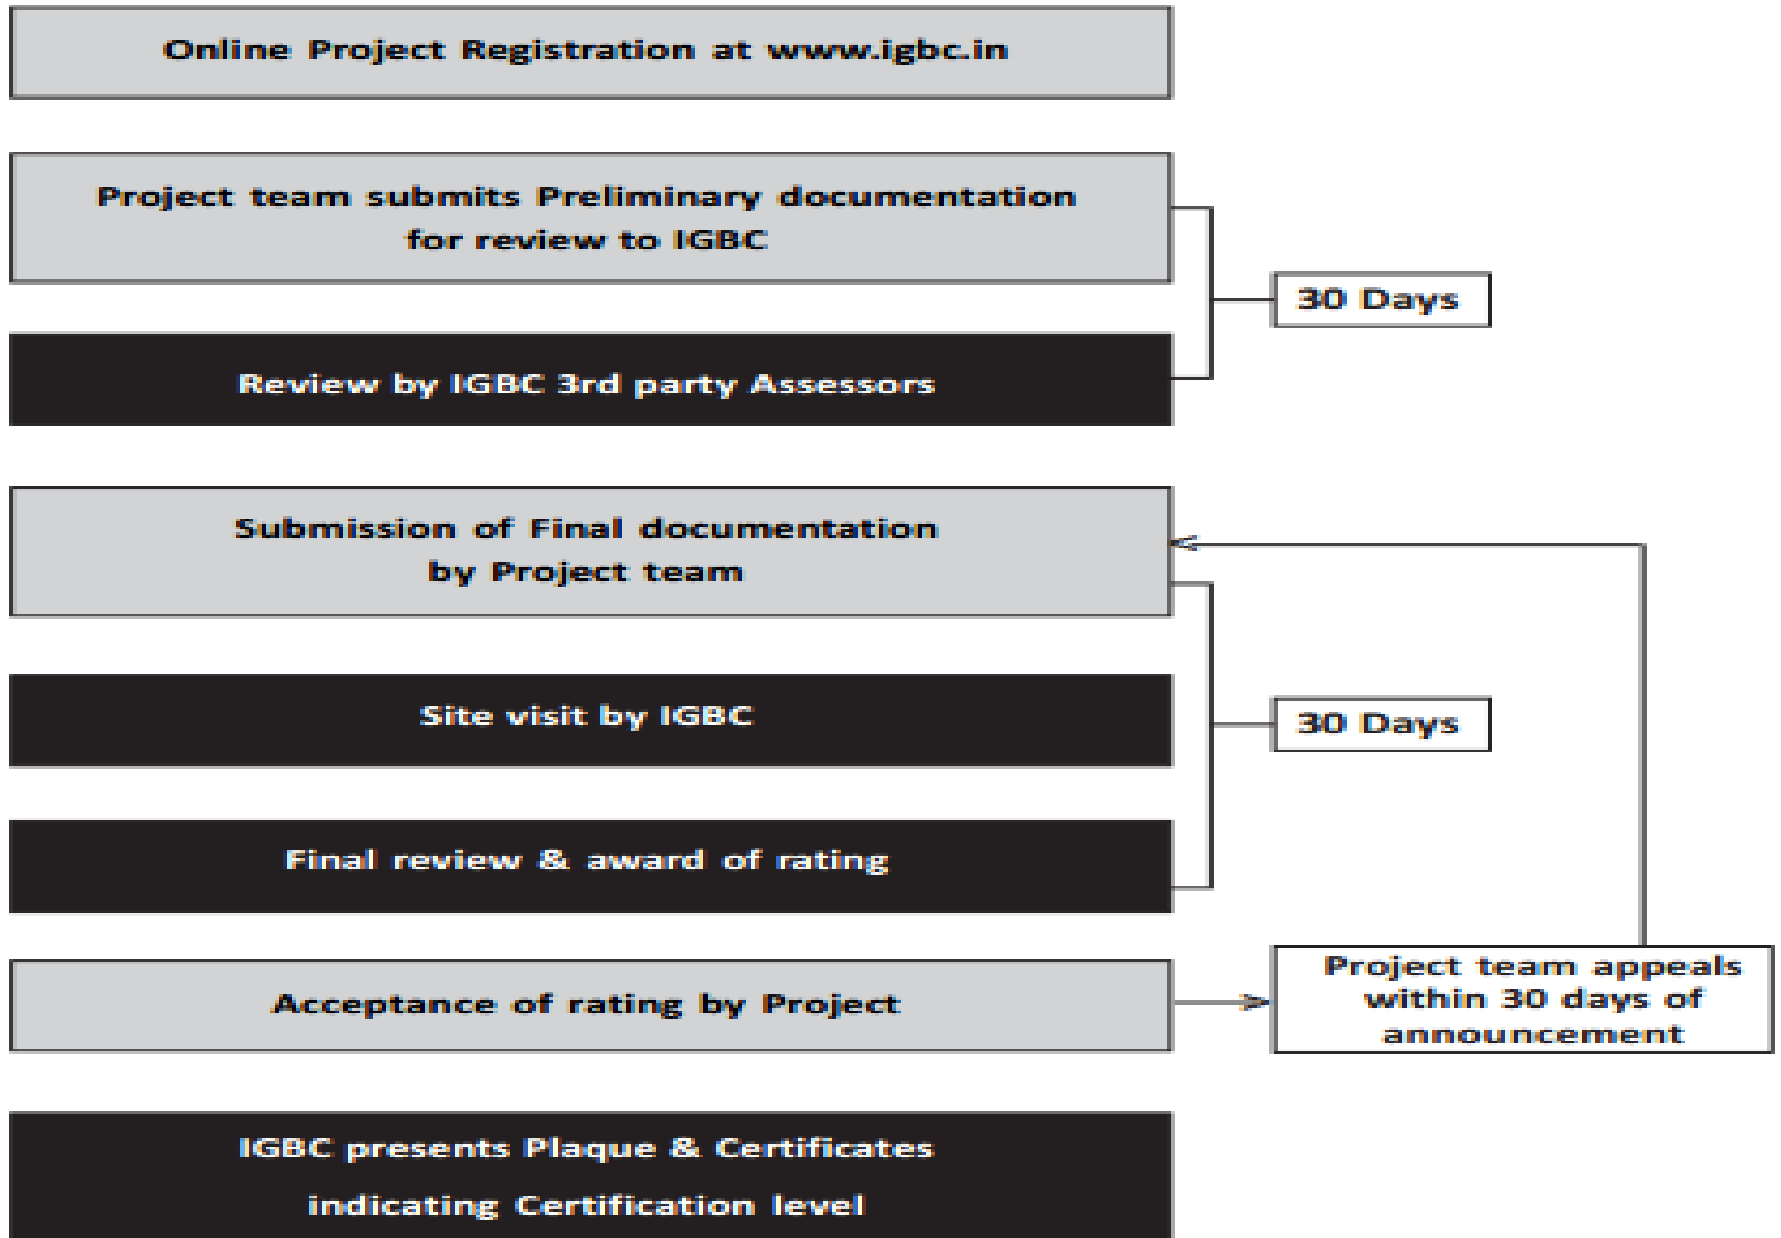 Online Project Registration at www.igbc.in
Project team submits Preliminary documentation
for review to IGBC
30 Days
Review by IGBC 3rd party Assessors
Submission of Final documentation
by Project team
Site visit by IGBC
30 Days
Final review & award of rating
Acceptance of rating by Project
Project team appeals
within 30 days of
announcement
IGBC presents Plaque & Certificates
indicating Certification level